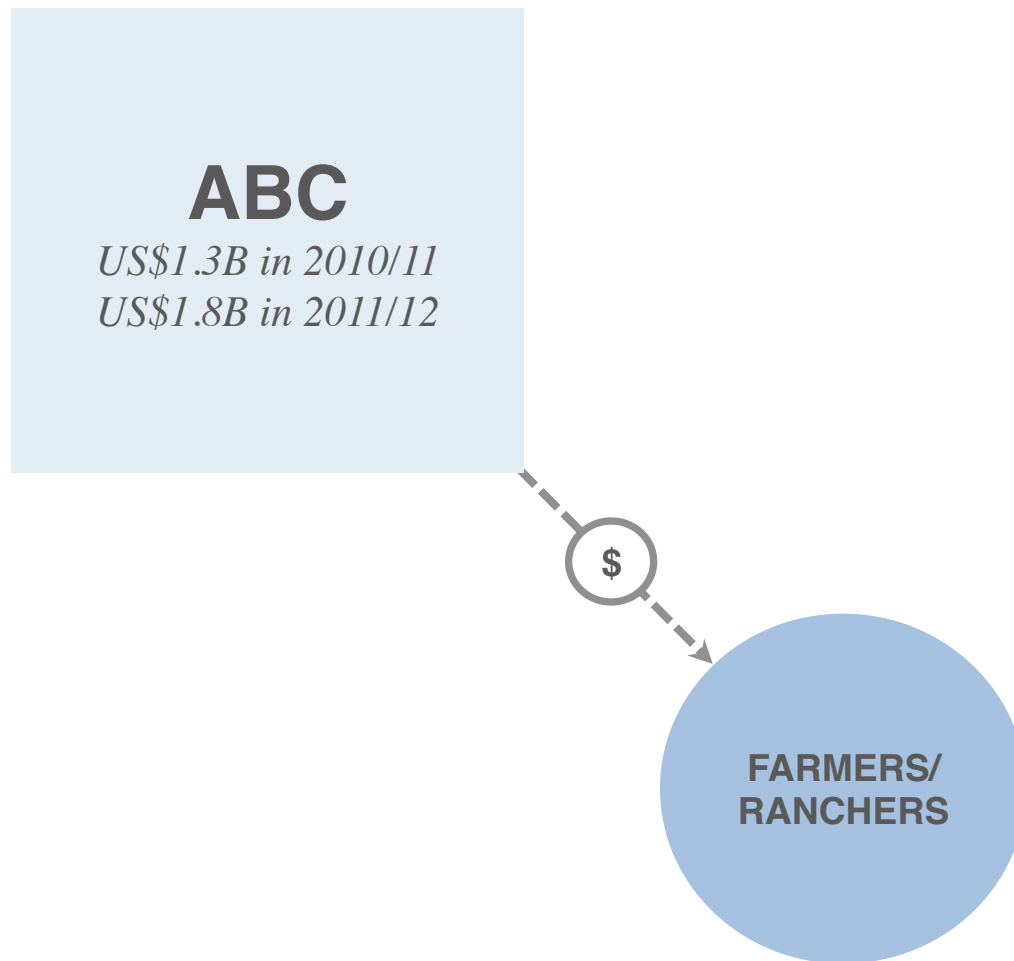 ABC
US$1.3B in 2010/11
US$1.8B in 2011/12
$
FARMERS/
RANCHERS